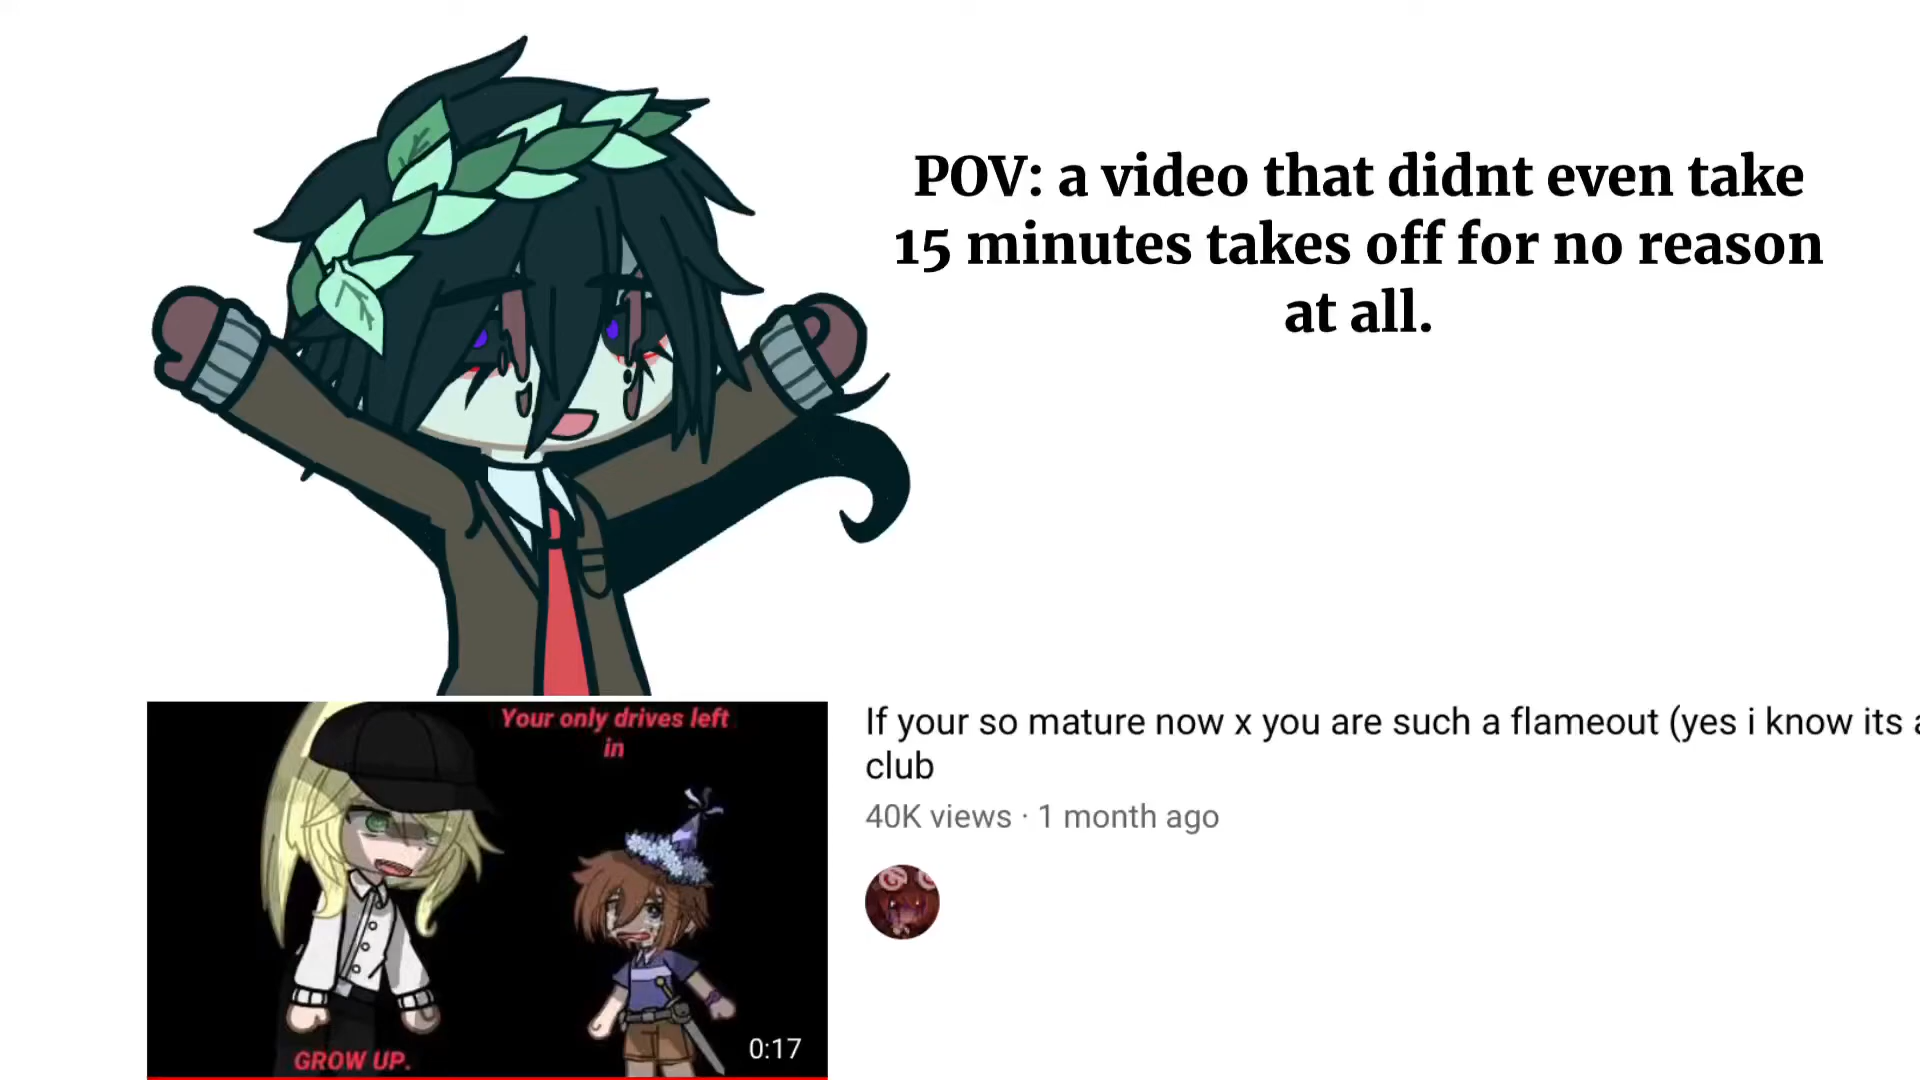 POV: a video that didnt even take
15 minutes takes off for no reason
at all.
Your only drives left
in
GROW UP.
0:17
If your so mature now x you are such a flameout (yes i know its a
club
40K views · 1 month ago